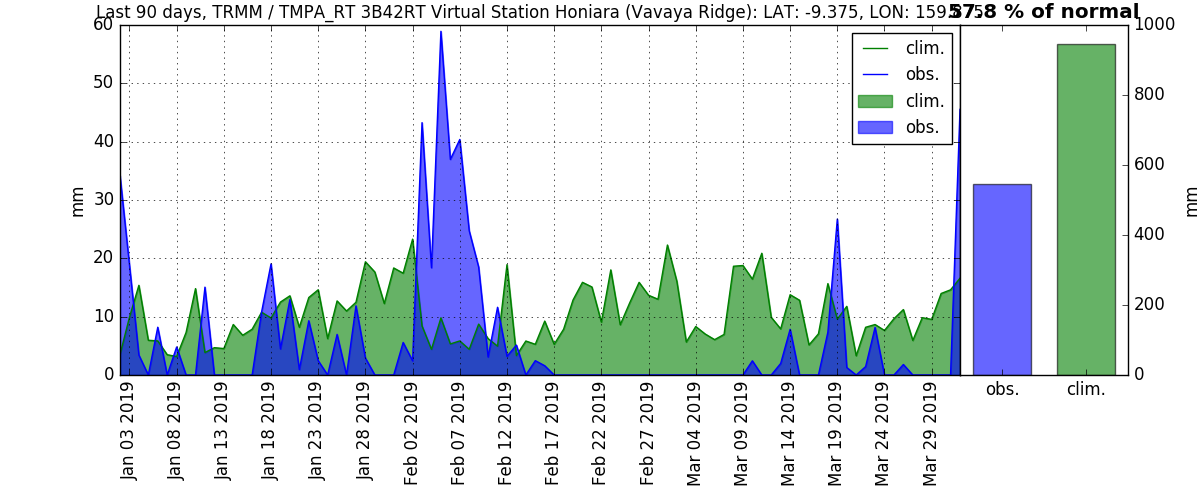 Last 90 days, TRMM / TMPA_RT 3B42RT Virtual Station Honiara (Vavaya Ridge): LAT: -9.375, LON:
57.8 % of normal
60
50
40
30
20
10
0
mm
clim.
obs.
clim.
obs.
1000
800
600
400
200
0
mm
obs.
clim.
Jan 03 2019
Jan 08 2019
Jan 13 2019
Jan 18 2019
Jan 23 2019
Jan 28 2019
Feb 02 2019
Feb 07 2019
Feb 12 2019
Feb 17 2019
Feb 22 2019
Feb 27 2019
Mar 04 2019
Mar 09 2019
Mar 14 2019
Mar 19 2019
Mar 24 2019
Mar 29 2019